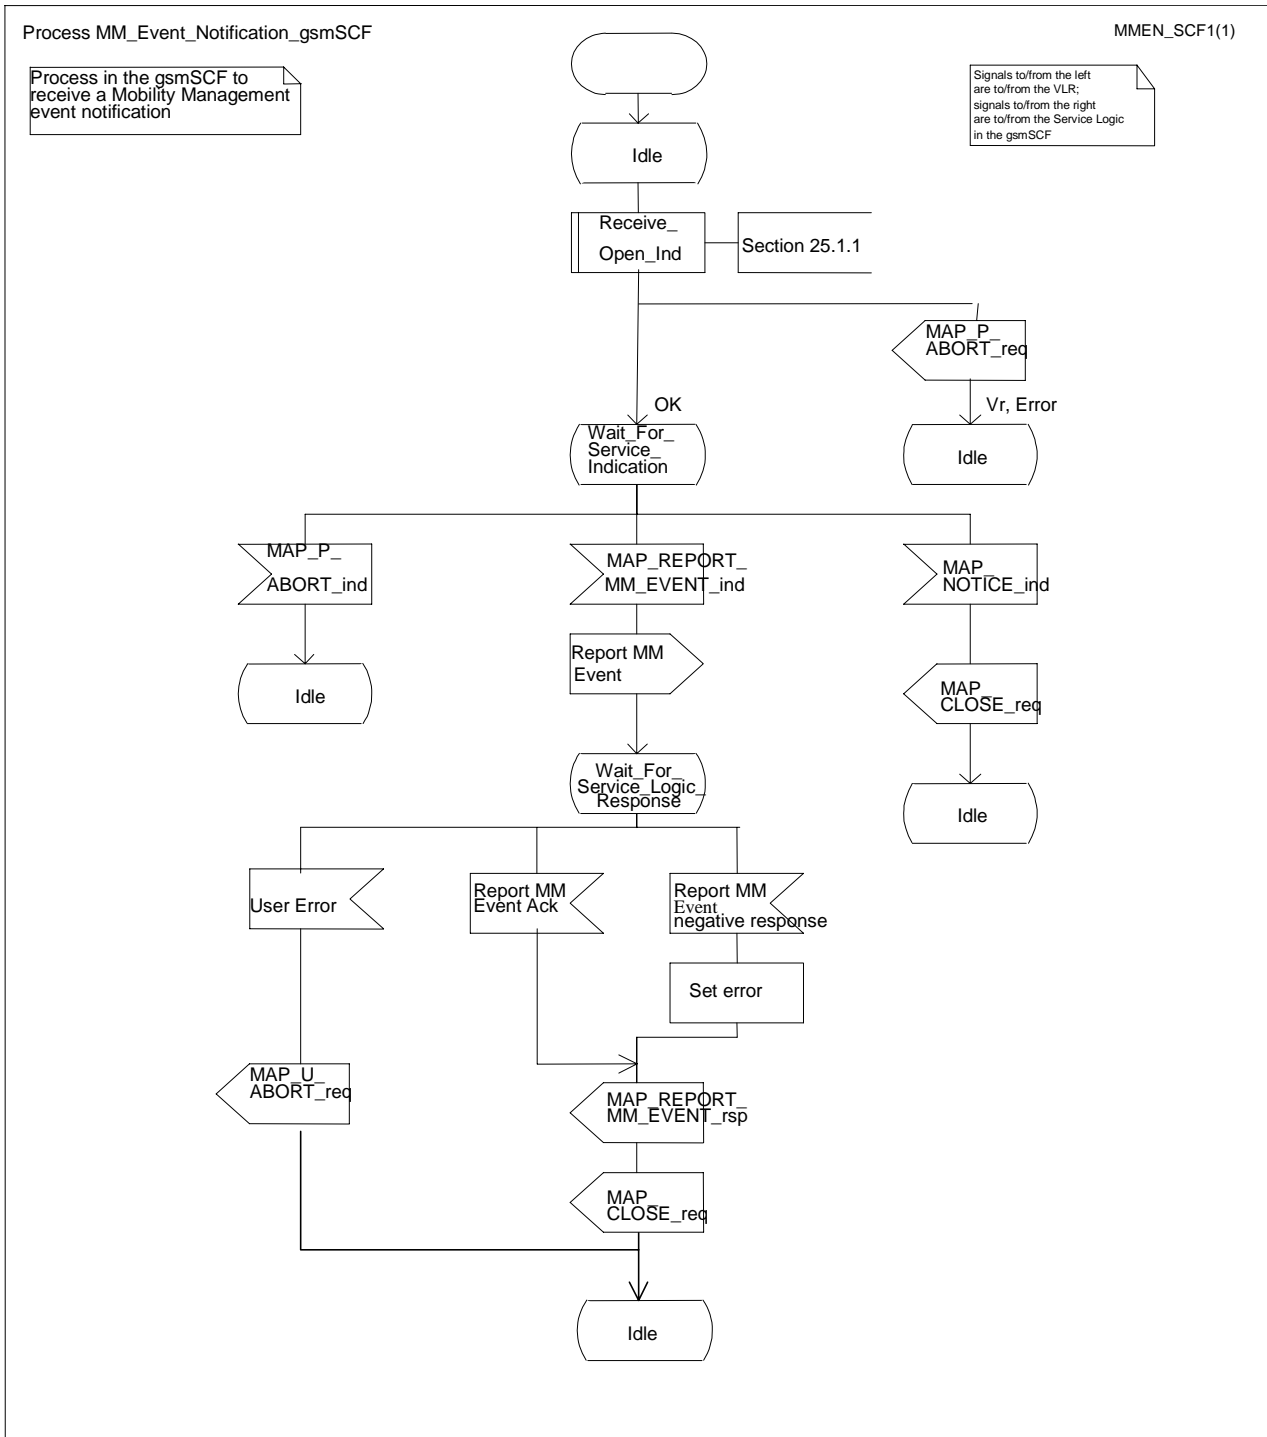 Process MM_Event_Notification_gsmSCF
MMEN_SCF1(1)
Process in the gsmSCF to
receive a Mobility Management
event notification
Signals to/from the left
are to/from the VLR;
signals to/from the right
are to/from the Service Logic
in the gsmSCF
Idle
Receive_
Open_Ind
Section 25.1.1
MAP_P_
ABORT_req
OK
Vr, Error
Wait_For_
Service_
Indication
Idle
MAP_P_
ABORT_ind
MAP_REPORT_
MM_EVENT_ind
MAP_
NOTICE_ind
Report MM
Event
Idle
MAP_
CLOSE_req
Wait_For_
Service_Logic_
Response
Idle
User Error
Report MM
Event Ack
Report MM
Event
negative response
Set error
MAP_U_
ABORT_req
MAP_REPORT_
MM_EVENT_rsp
MAP_
CLOSE_req
Idle